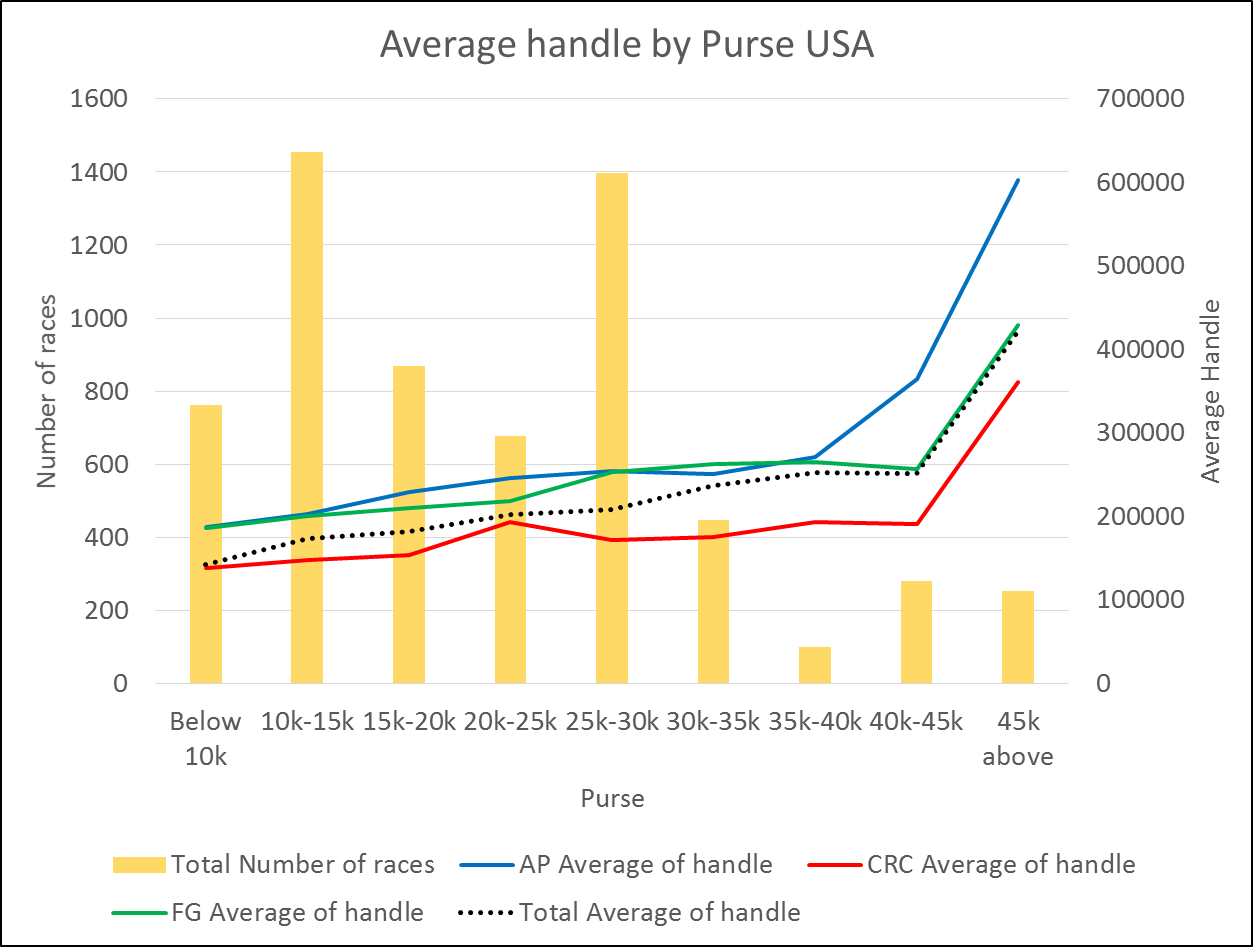 Average handle by Purse USA
1600
1400
1200
1000
800
600
400
200
0
Number of races
700000
600000
500000
400000
300000
200000
100000
0
Average Handle
Below 10k-15k 15k-20k 20k-25k 25k-30k 30k-35k 35k-40k 40k-45k 45k
10k above
Purse
Total Number of races AP Average of handle CRC Average of handle
FG Average of handle Total Average of handle